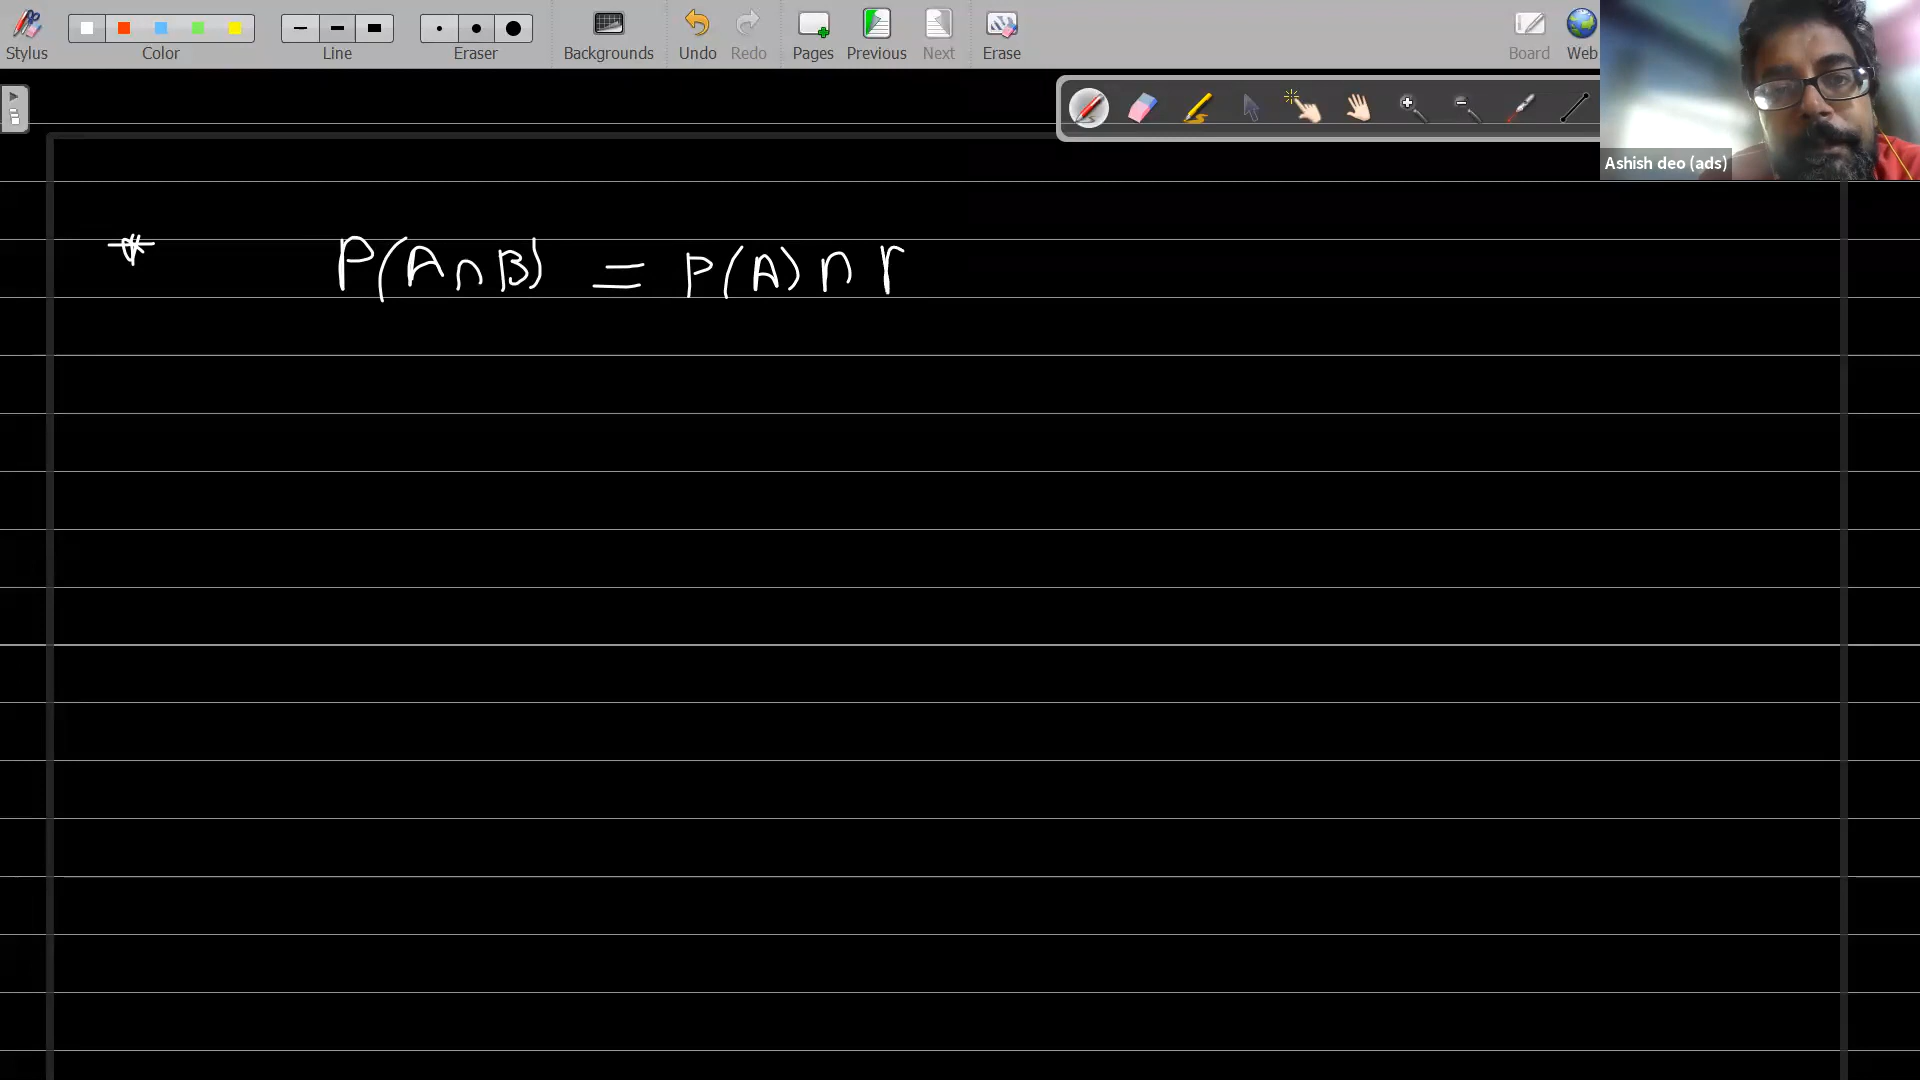 Stylus Color Line Eraser Backgrounds Undo Redo Pages Previous Next Erase Board Web
Ashish deo (ads)
* P(A∩B) = P(A) ∩